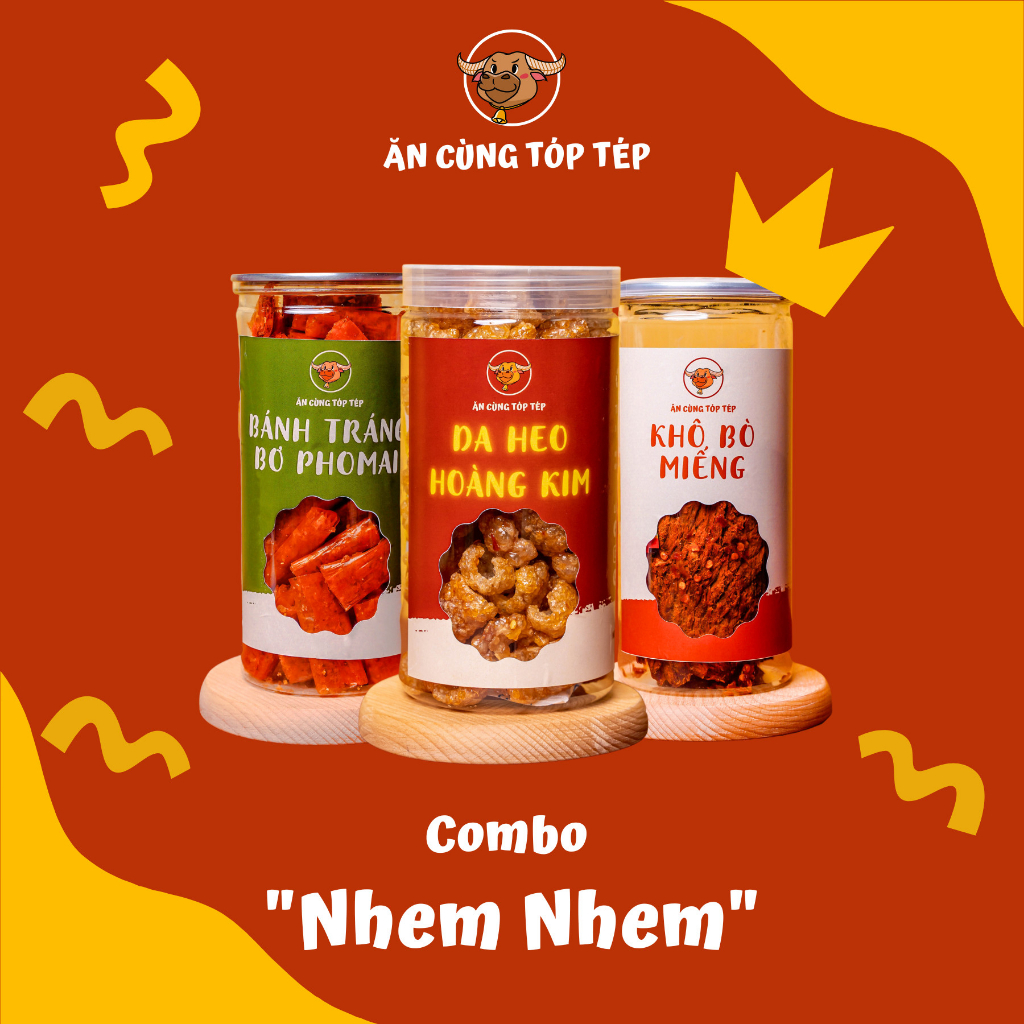 ĂN CÙNG TÓP TÉP
ĂN CÙNG TÓP TÉP
BÁNH TRÁNG
BƠ PHOMAI
ĂN CÙNG TÓP TÉP
DA HEO
HOÀNG KIM
ĂN CÙNG TÓP TÉP
KHÔ BÒ
MIẾNG
Combo
"Nhem Nhem"